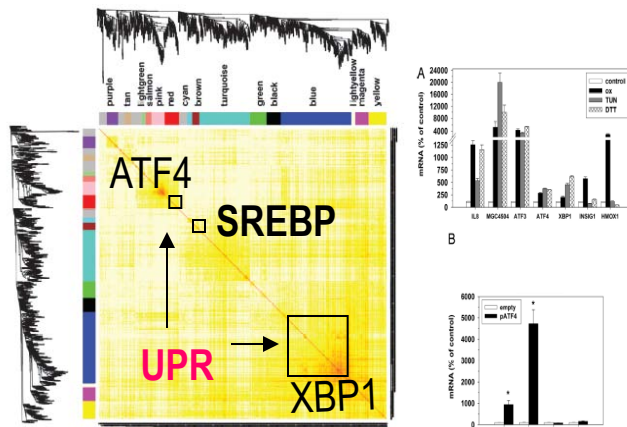 purple
tan
lightgreen
salmon
pink
red
cyan
brown
turquoise
green
black
blue
lightyellow
magenta
yellow
ATF4
SREBP
UPR
XBP1
A
mRNA (% of control)
24000
20000
16000
12000
8000
4000
1250
1000
750
500
250
0
control
ox
TUN
DTT
IL8
MGC4504
ATF3
ATF4
XBP1
INSIG1
HMOX1
B
mRNA (% of control)
6000
5000
4000
3000
2000
1000
0
empty
pATF4
*
*